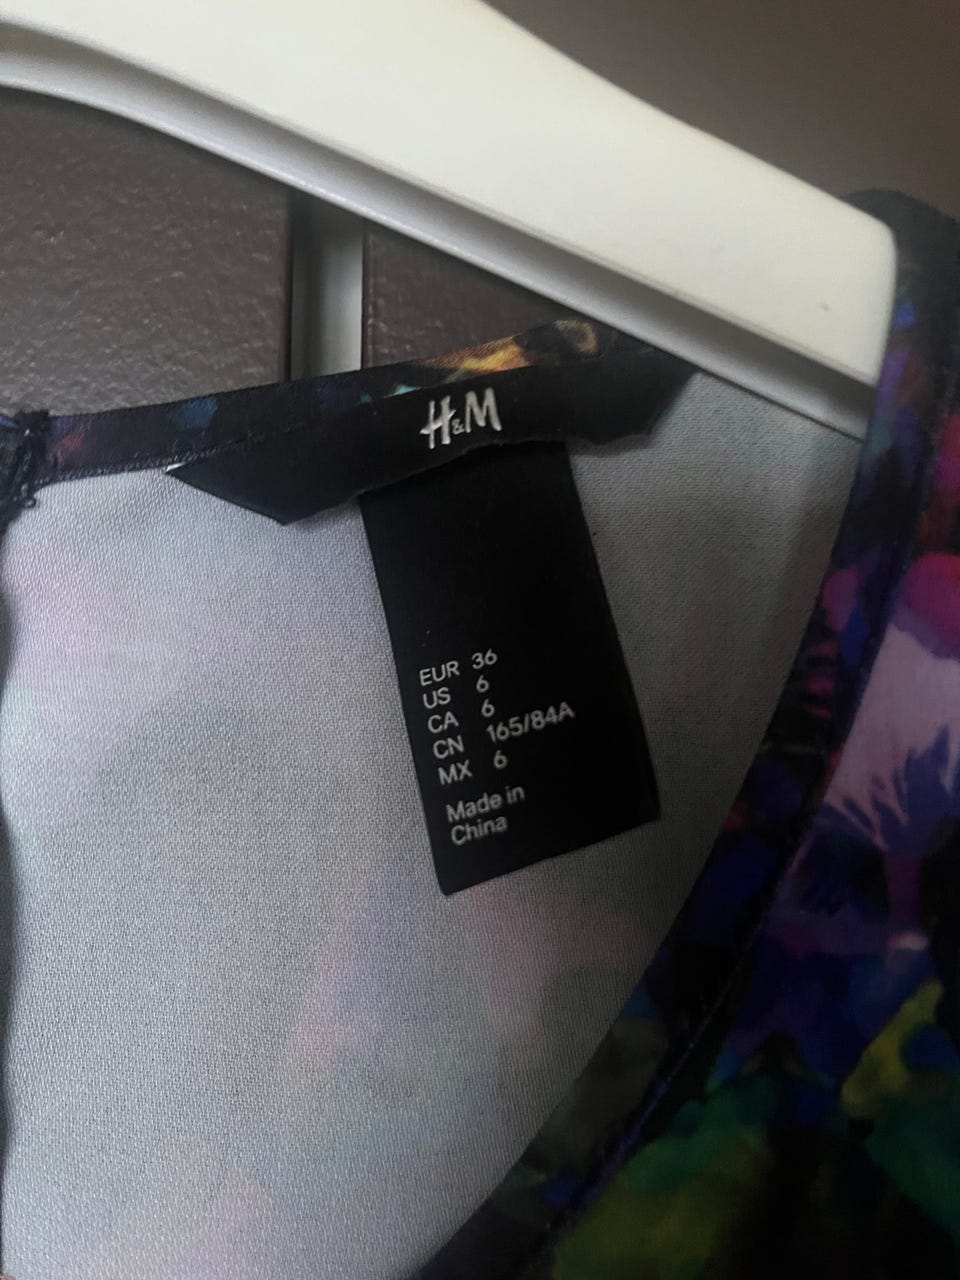 H&M
EUR 36
US 6
CA 6
CN 165/84A
MX 6
Made in
China